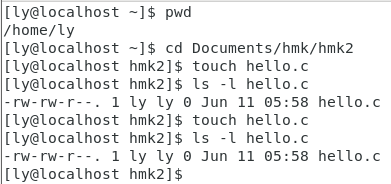 [ly@localhost ~]$ pwd
/home/ly
[ly@localhost ~]$ cd Documents/hmk/hmk2
[ly@localhost hmk2]$ touch hello.c
[ly@localhost hmk2]$ ls -l hello.c
-rw-rw-r--. 1 ly ly 0 Jun 11 05:58 hello.c
[ly@localhost hmk2]$ touch hello.c
[ly@localhost hmk2]$ ls -l hello.c
-rw-rw-r--. 1 ly ly 0 Jun 11 05:58 hello.c
[ly@localhost hmk2]$